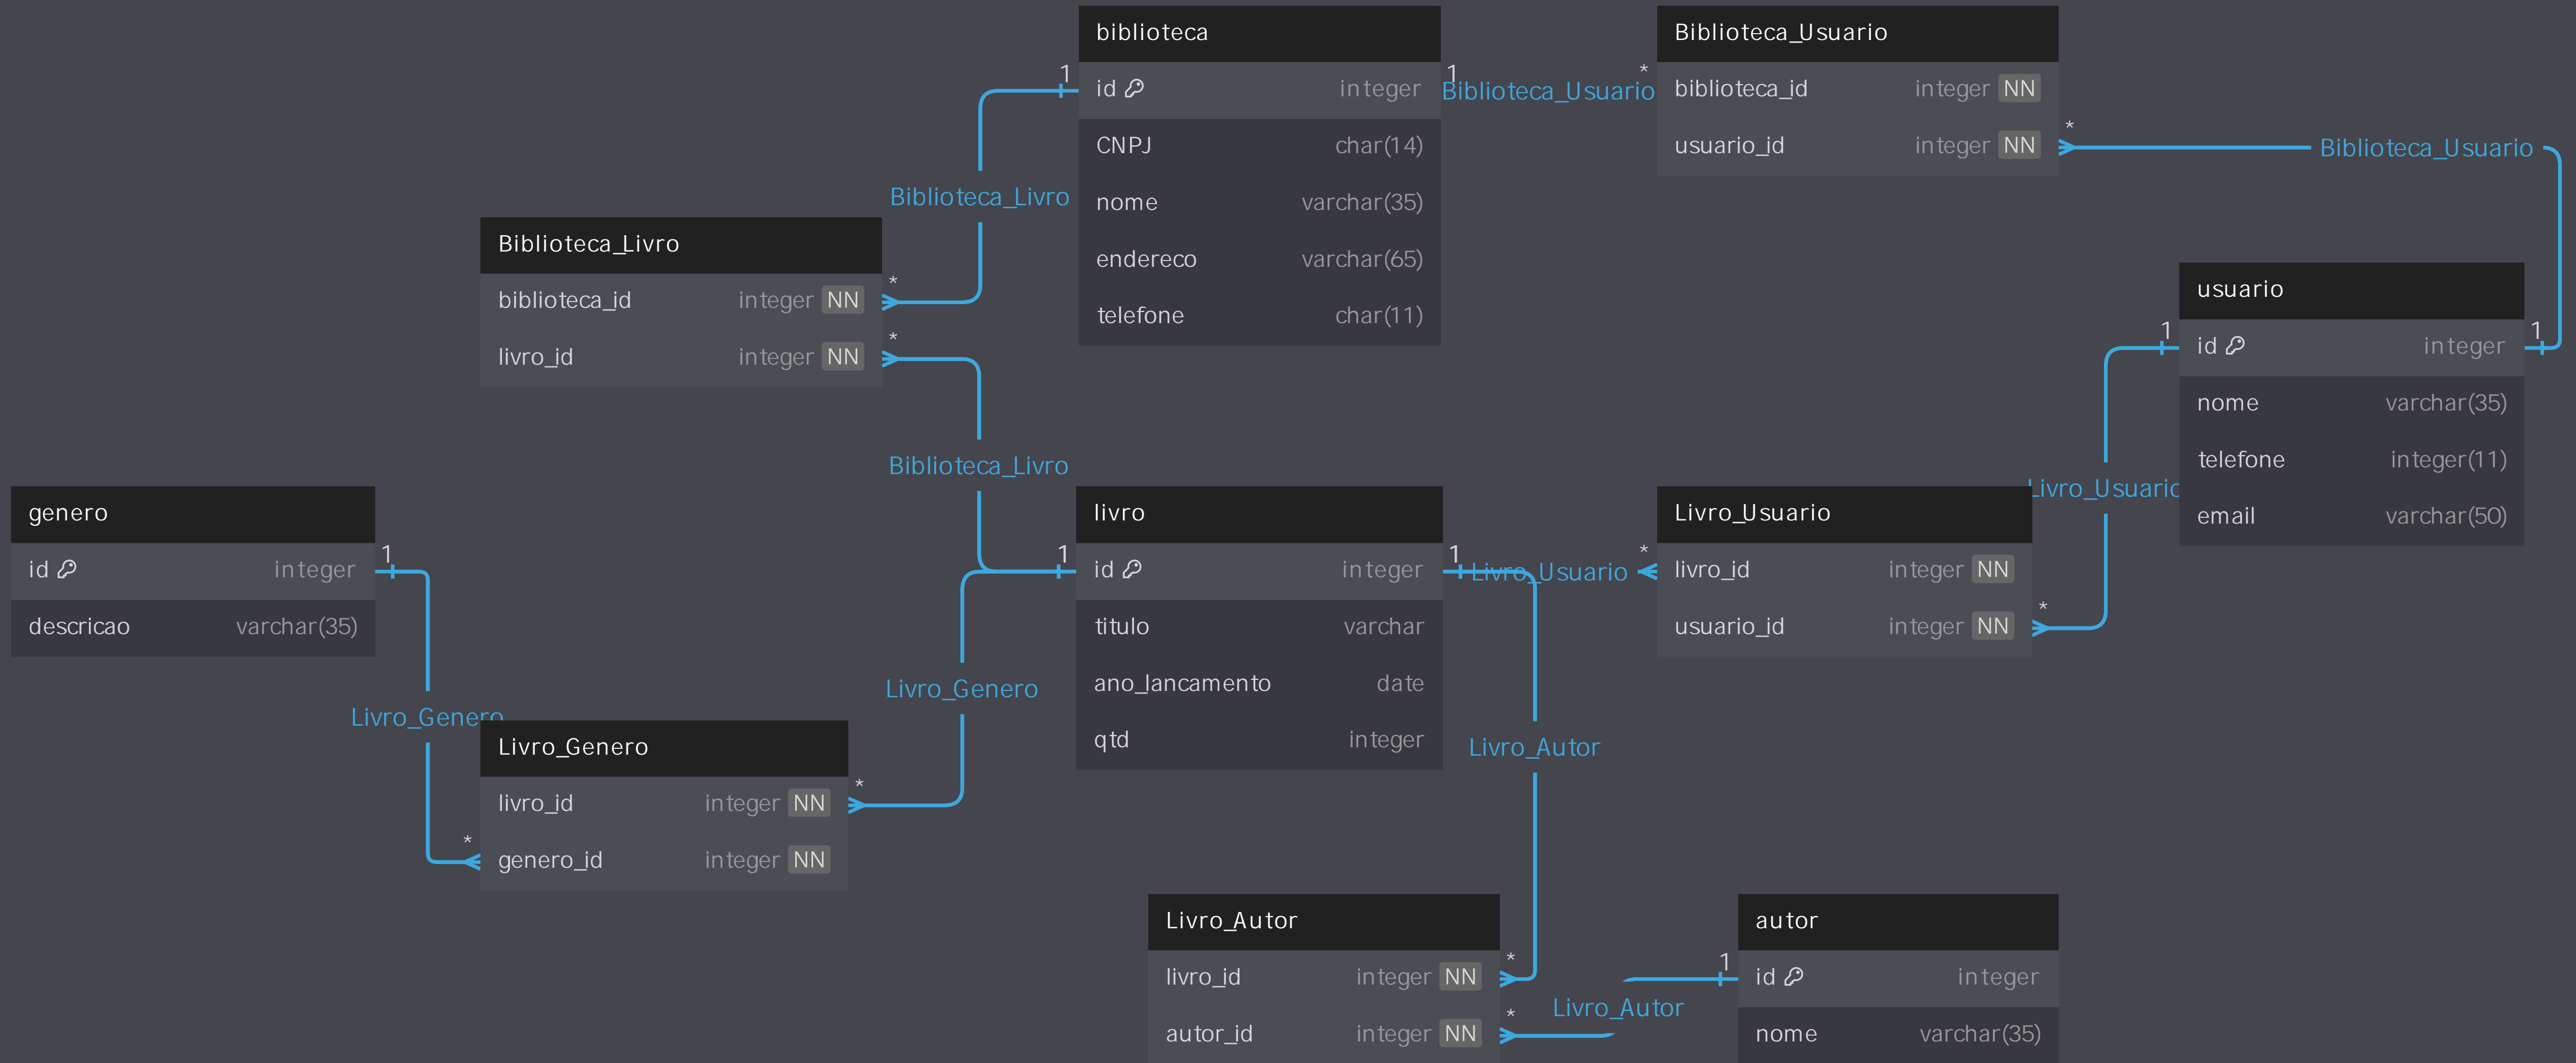 biblioteca
id integer
CNPJ char(14)
nome varchar(35)
endereco varchar(65)
telefone char(11)
1
1
Biblioteca_Usuario
*
Biblioteca_Usuario
biblioteca_id integer NN
usuario_id integer NN
*
Biblioteca_Usuario
Biblioteca_Livro
Biblioteca_Livro
biblioteca_id integer NN
livro_id integer NN
*
*
Biblioteca_Livro
usuario
id integer
nome varchar(35)
telefone integer(11)
email varchar(50)
1
1
Livro_Usuario
genero
id integer
descricao varchar(35)
1
Livro_Genero
livro
id integer
titulo varchar
ano_lancamento date
qtd integer
1
1
Livro_Usuario
*
Livro_Usuario
livro_id integer NN
usuario_id integer NN
*
Livro_Genero
Livro_Genero
livro_id integer NN
genero_id integer NN
*
*
Livro_Autor
Livro_Autor
livro_id integer NN
autor_id integer NN
*
*
Livro_Autor
1
autor
id integer
nome varchar(35)